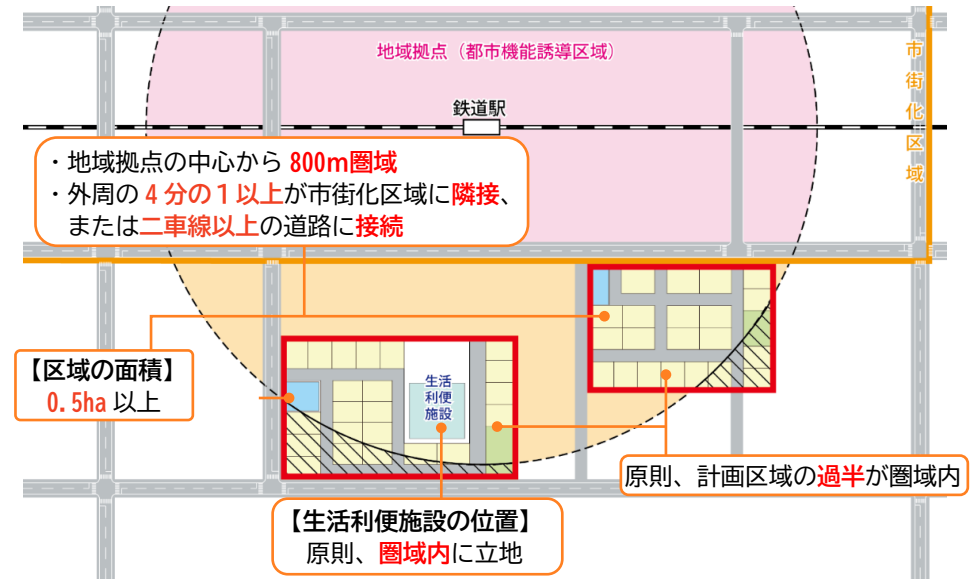 地域拠点（都市機能誘導区域）
市街化区域
鉄道駅
・地域拠点の中心から 800m圏域
・外周の 4 分の 1 以上が市街化区域に隣接、
または二車線以上の道路に接続
【区域の面積】
0.5ha 以上
生活
利便
施設
原則、計画区域の過半が圏域内
【生活利便施設の位置】
原則、圏域内に立地